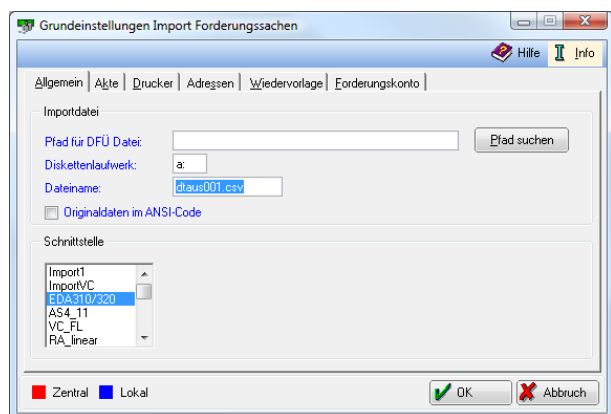 Grundeinstellungen Import Forderungssachen
Hilfe Info
Allgemein Akte Drucker Adressen Wiedervorlage Forderungskonto
Importdatei
Pfad für DFÜ Datei: Pfad suchen
Diskettenlaufwerk: a:
Dateiname: dtaus001.csv
Originaldaten im ANSI-Code
Schnittstelle
Import1
ImportVC
EDA310/320
AS4_11
VC_FL
RA_linear
Zentral Lokal OK Abbruch